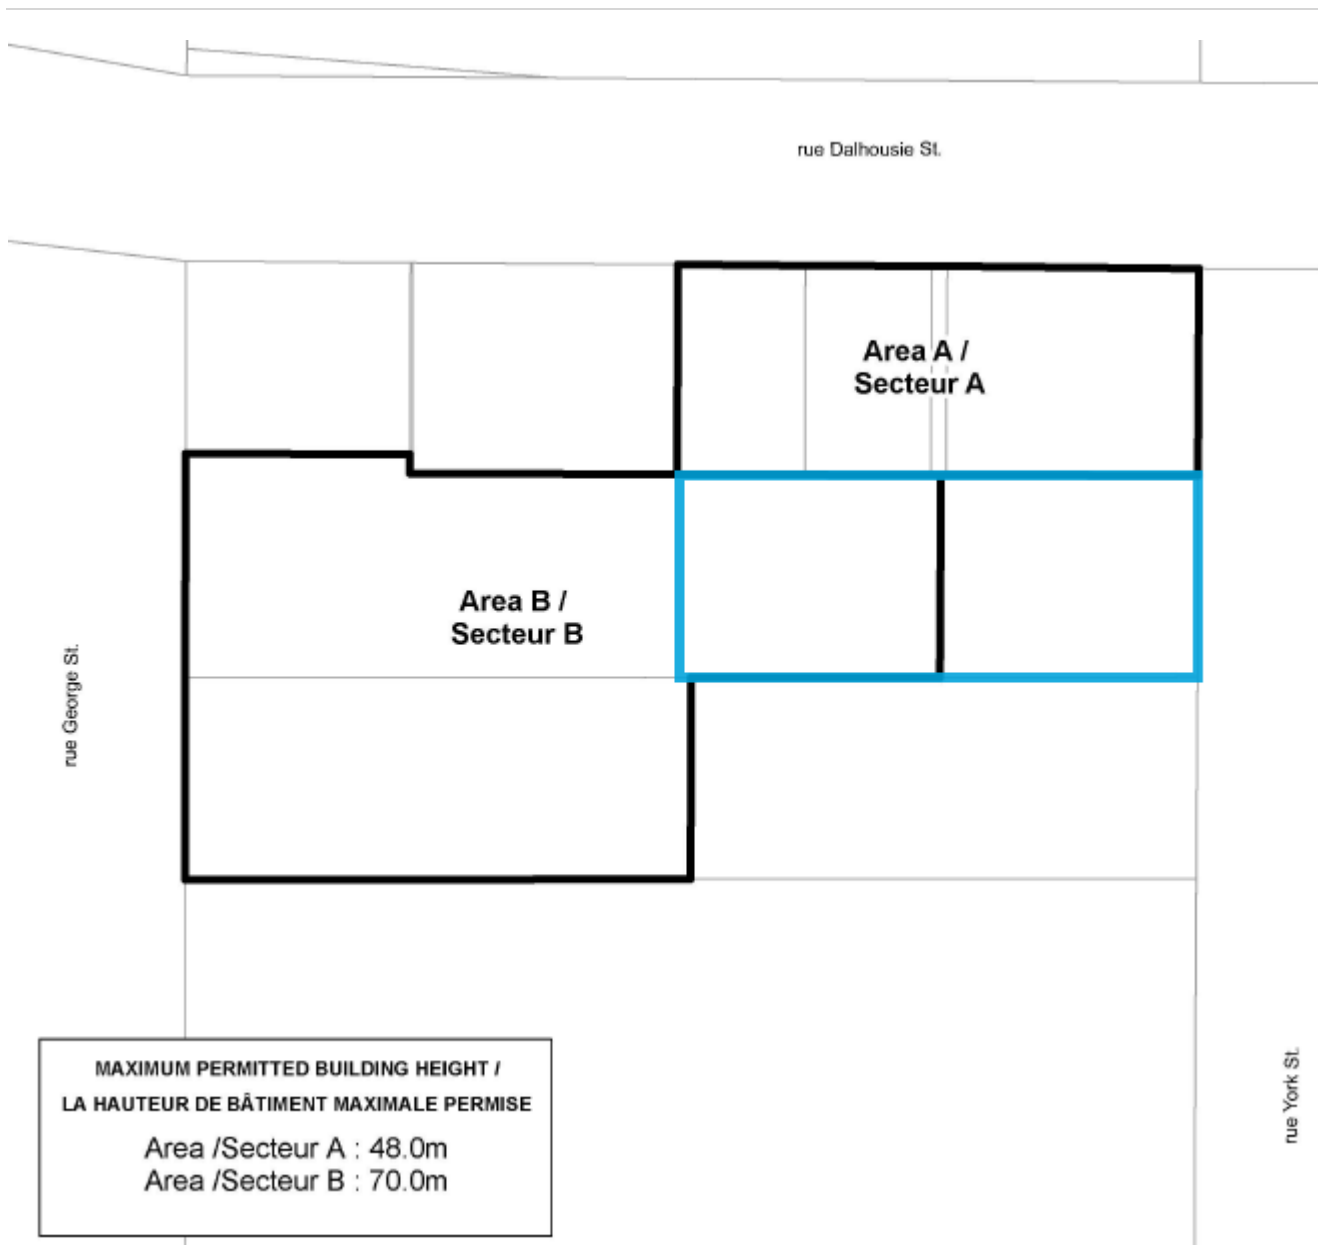 rue Dalhousie St.
Area A /
Secteur A
Area B /
Secteur B
rue George St.
rue York St.
MAXIMUM PERMITTED BUILDING HEIGHT /
LA HAUTEUR DE BÂTIMENT MAXIMALE PERMISE
Area /Secteur A : 48.0m
Area /Secteur B : 70.0m